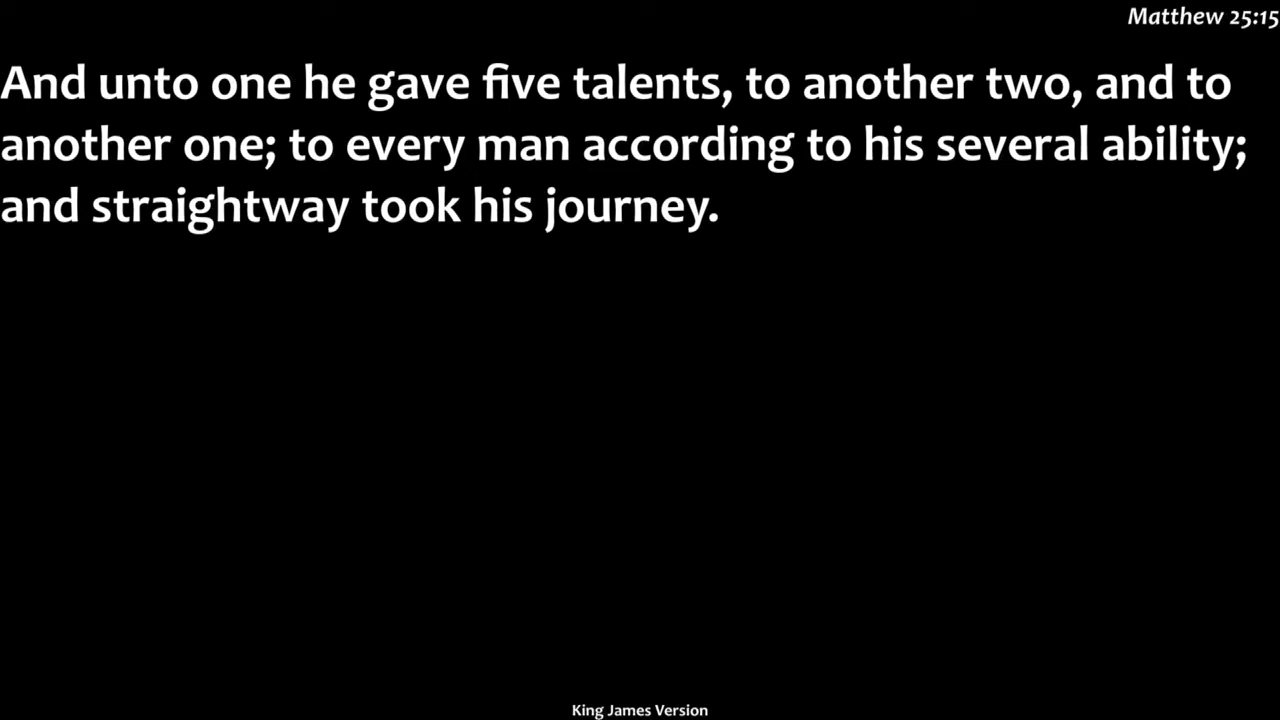 Matthew 25:15
And unto one he gave five talents, to another two, and to
another one; to every man according to his several ability;
and straightway took his journey.
King James Version